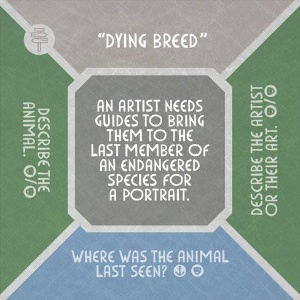 "DYING BREED"
AN ARTIST NEEDS
GUIDES TO BRING
THEM TO THE
LAST MEMBER OF
AN ENDANGERED
SPECIES FOR
A PORTRAIT.
DESCRIBE THE
ANIMAL. O/O
DESCRIBE THE ARTIST
OR THEIR ART. O/O
WHERE WAS THE ANIMAL
LAST SEEN?